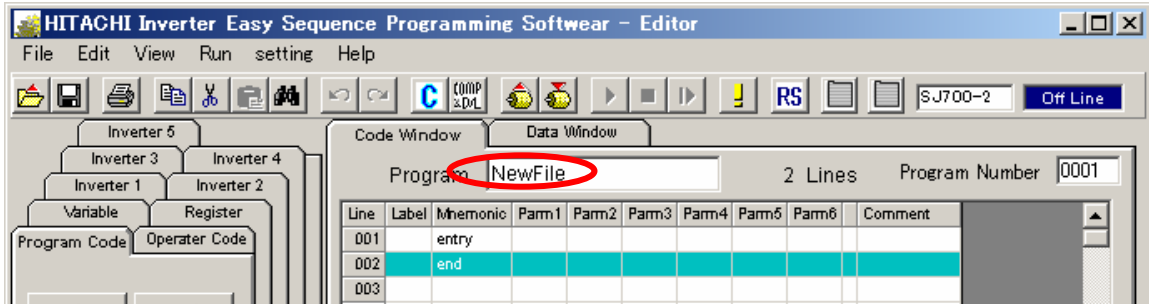 HITACHI Inverter Easy Sequence Programming Softwear - Editor
File Edit View Run setting Help
C COMP &D/L RS SJ700-2 Off Line
Inverter 5
Inverter 3 Inverter 4
Inverter 1 Inverter 2
Variable Register
Program Code Operater Code
Code Window Data Window
Program NewFile 2 Lines Program Number 0001
Line Label Mnemonic Parm1 Parm2 Parm3 Parm4 Parm5 Parm6 Comment
001 entry
002 end
003